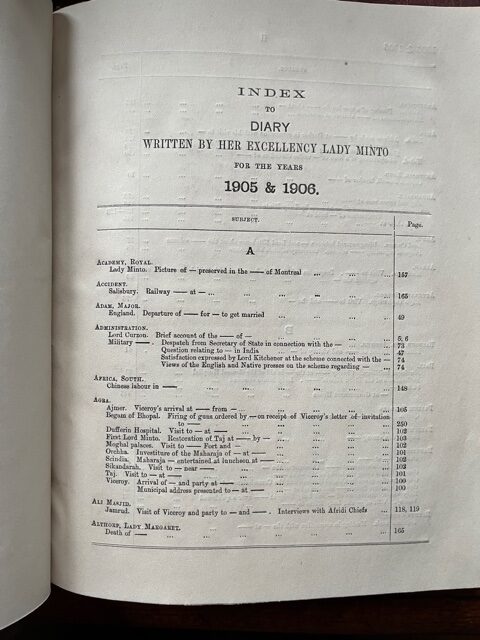 INDEX
TO
DIARY
WRITTEN BY HER EXCELLENCY LADY MINTO
FOR THE YEARS
1905 & 1906.
SUBJECT. Page.
A
ACADEMY, ROYAL.
Lady Minto. Picture of — preserved in the — of Montreal ... ... ... 157
ACCIDENT.
Salisbury. Railway — at — ... ... ... ... ... 165
ADAM, MAJOR.
England. Departure of — for — to get married ... ... ... 49
ADMINISTRATION.
Lord Curzon. Brief account of the — of — ... ... ... 5, 6
Military —. Despatch from Secretary of State in connection with the — ... 73
Question relating to — in India ... ... ... 47
Satisfaction expressed by Lord Kitchener at the scheme connected with the — 74
Views of the English and Native presses on the scheme regarding — ... 74
AFRICA, SOUTH.
Chinese labour in — ... ... ... ... ... 148
AGRA.
Ajmer. Viceroy's arrival at — from — ... ... ... 105
Begum of Bhopal. Firing of guns ordered by — on receipt of Viceroy's letter of invitation
to — ... ... ... ... 250
Dufferin Hospital. Visit to — at — ... ... ... 102
First Lord Minto. Restoration of Taj at — by — ... ... ... 103
Moghal palaces. Visit to — Fort and — ... ... ... 102
Orchha. Investiture of the Maharaja of — at — ... ... ... 101
Scindia. Maharaja — entertained at luncheon at — ... ... ... 102
Sikandarah. Visit to — near — ... ... ... 103
Taj. Visit to — at — ... ... ... ... 101
Viceroy. Arrival of — and party at — ... ... ... 100
Municipal address presented to — at — ... ... ... 100
ALI MASJID.
Jamrud. Visit of Viceroy and party to — and —. Interviews with Afridi Chiefs ... 118, 119
ALTHORP, LADY MARGARET.
Death of — ... ... ... ... ... 165